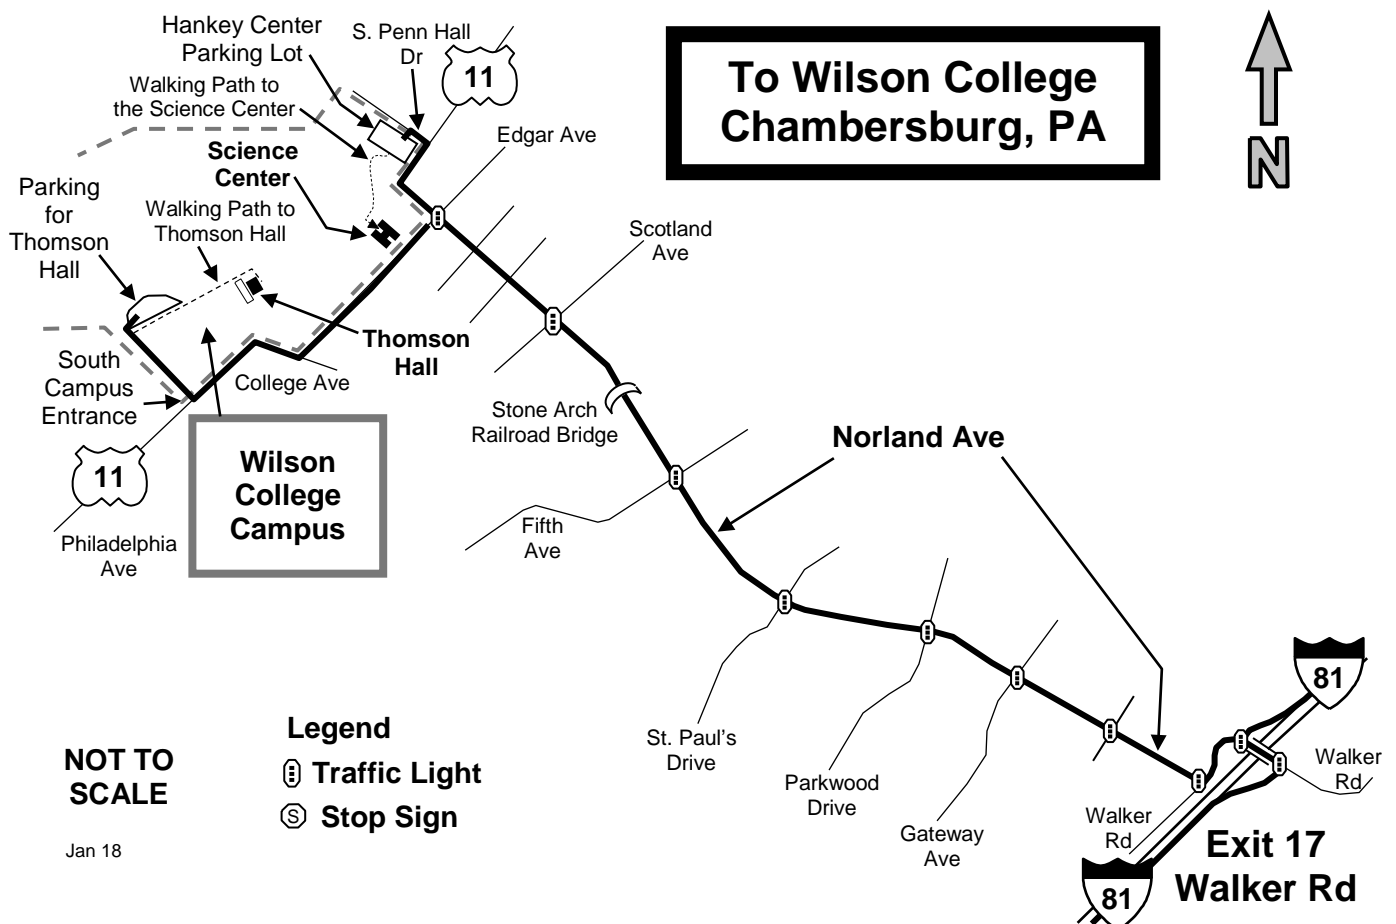 Hankey Center
Parking Lot
S. Penn Hall
Dr
11
Walking Path to
the Science Center
Edgar Ave
To Wilson College
Chambersburg, PA
N
Science
Center
Parking
for
Thomson
Hall
Walking Path to
Thomson Hall
Scotland
Ave
Thomson
Hall
South
Campus
Entrance
College Ave
Stone Arch
Railroad Bridge
Norland Ave
11
Wilson
College
Campus
Philadelphia
Ave
Fifth
Ave
81
St. Paul's
Drive
Parkwood
Drive
Gateway
Ave
Walker
Rd
Walker
Rd
Exit 17
Walker Rd
81
NOT TO
SCALE
Jan 18
Legend
Traffic Light
S Stop Sign